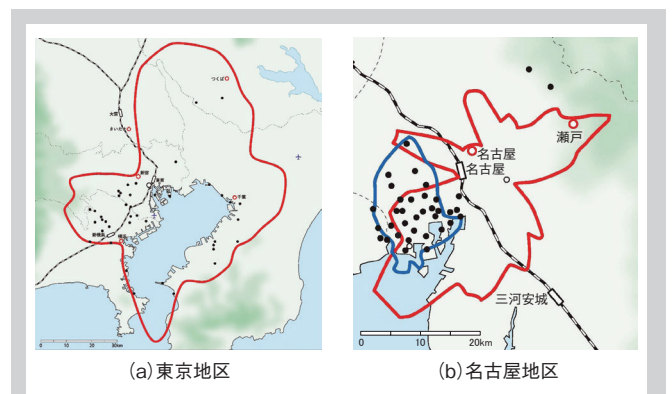 つくば
大宮
さいたま
新宿
東京
千葉
新横浜
横浜
0 10 20 30km
(a)東京地区
瀬戸
名古屋
名古屋
三河安城
0 10 20km
(b)名古屋地区